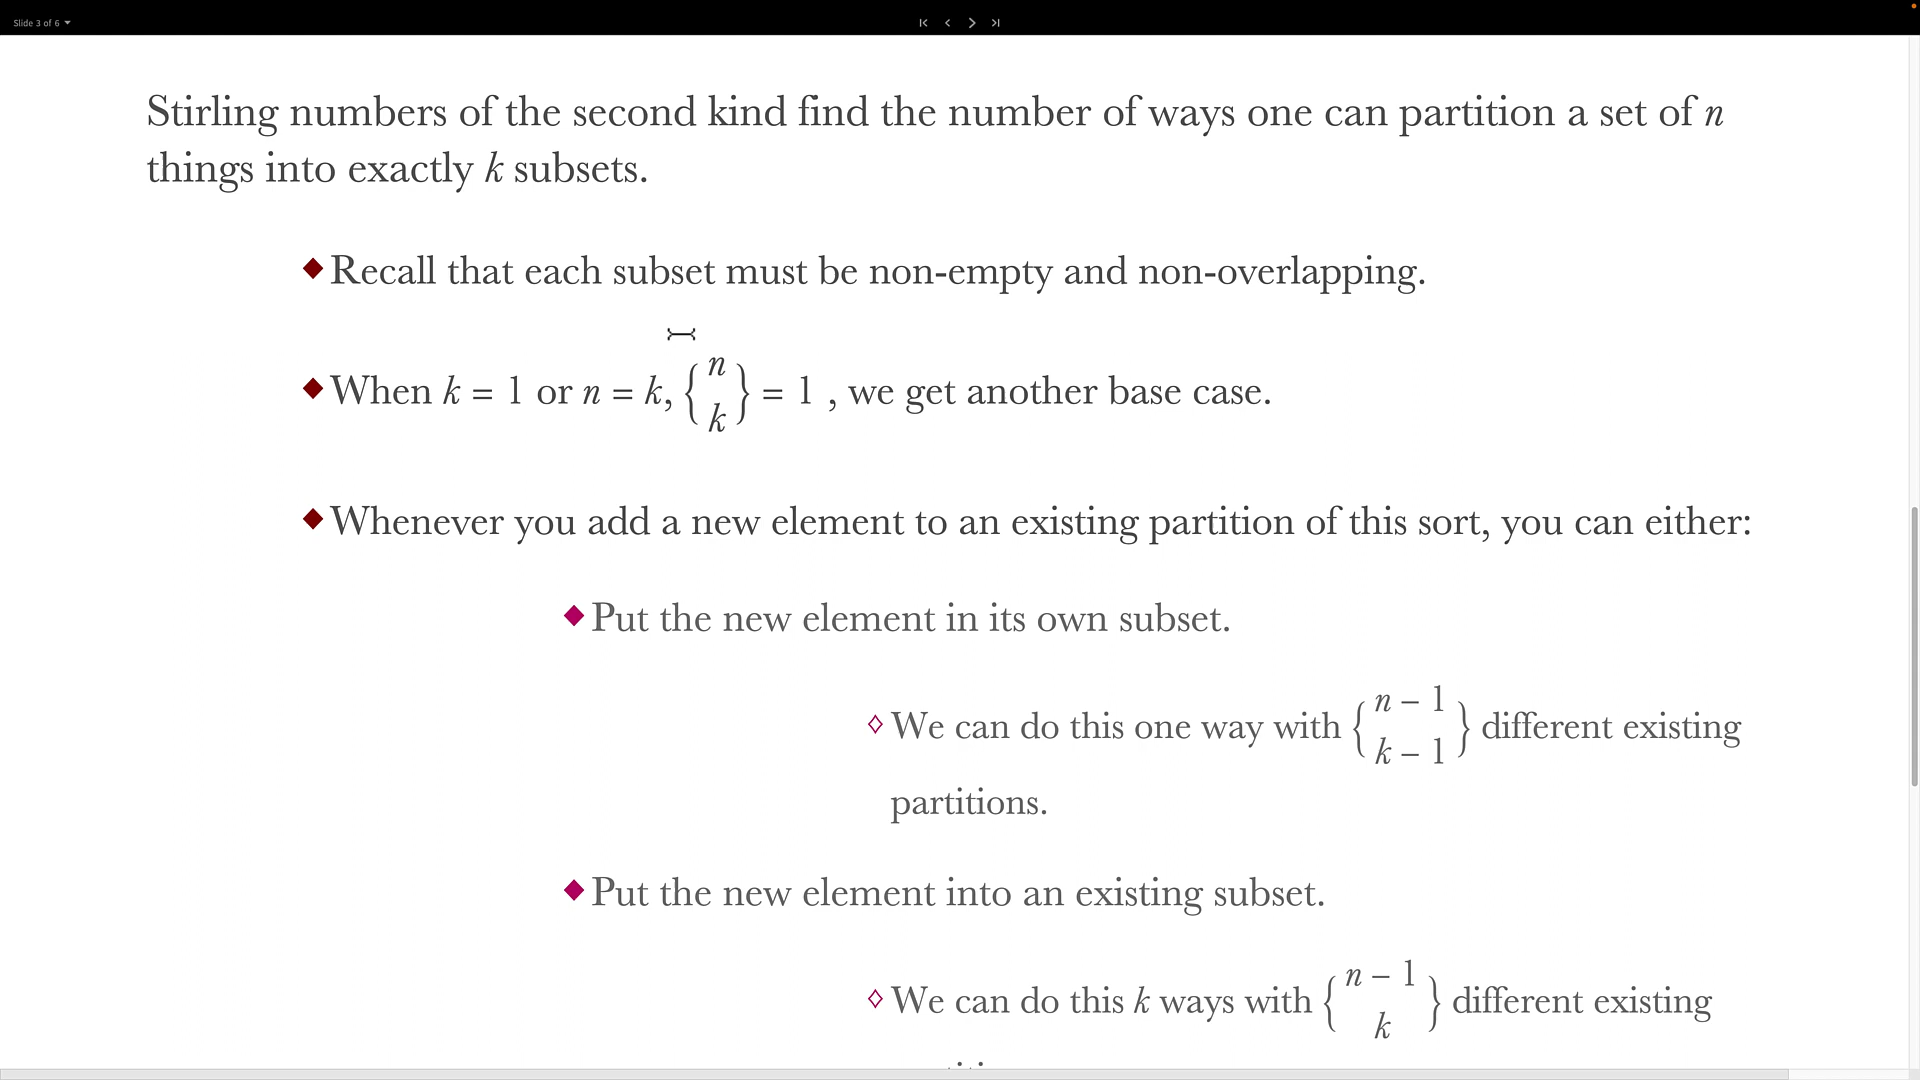 Slide 3 of 6
Stirling numbers of the second kind find the number of ways one can partition a set of n
things into exactly k subsets.
◆ Recall that each subset must be non-empty and non-overlapping.
◆ When k = 1 or n = k, {n k} = 1 , we get another base case.
◆ Whenever you add a new element to an existing partition of this sort, you can either:
◆ Put the new element in its own subset.
◊ We can do this one way with {n − 1 k − 1} different existing
partitions.
◆ Put the new element into an existing subset.
◊ We can do this k ways with {n − 1 k} different existing